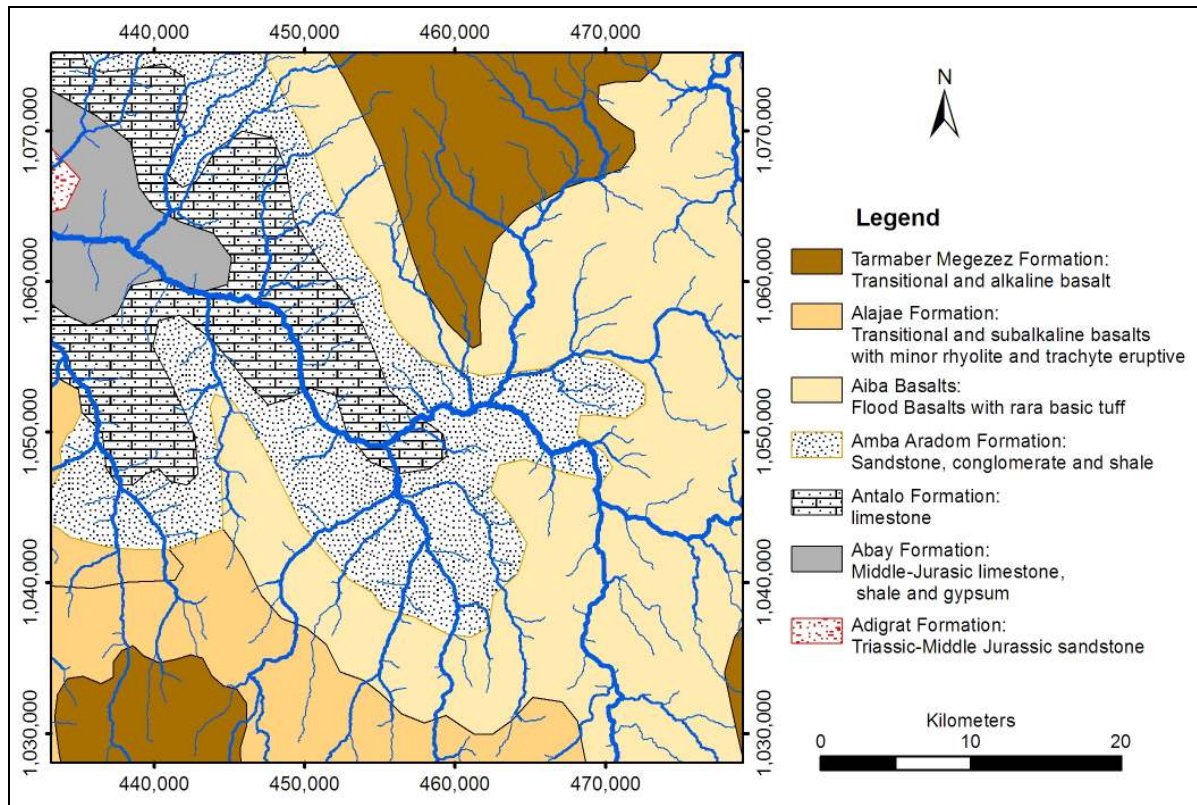 440,000 450,000 460,000 470,000
1,070,000
1,060,000
1,050,000
1,040,000
1,030,000
1,070,000
1,060,000
1,050,000
1,040,000
1,030,000
440,000 450,000 460,000 470,000
N
Legend
Tarmaber Megezez Formation:
Transitional and alkaline basalt
Alajae Formation:
Transitional and subalkaline basalts
with minor rhyolite and trachyte eruptive
Aiba Basalts:
Flood Basalts with rara basic tuff
Amba Aradom Formation:
Sandstone, conglomerate and shale
Antalo Formation:
limestone
Abay Formation:
Middle-Jurasic limestone,
shale and gypsum
Adigrat Formation:
Triassic-Middle Jurassic sandstone
Kilometers
0 10 20